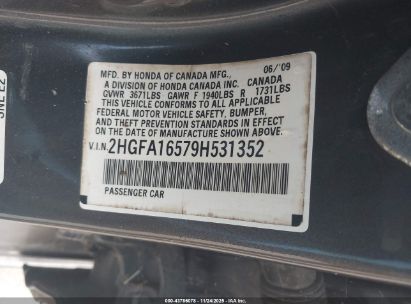 3NE E2
MFD. BY HONDA OF CANADA MFG., 06/'09
A DIVISION OF HONDA CANADA INC. CANADA
GVWR 3671LBS GAWR F 1940LBS R 1731LBS
THIS VEHICLE CONFORMS TO ALL APPLICABLE
FEDERAL MOTOR VEHICLE SAFETY, BUMPER,
AND THEFT PREVENTION STANDARDS IN EFFECT
ON THE DATE OF MANUFACTURE SHOWN ABOVE.
V.I.N. 2HGFA16579H531352
PASSENGER CAR